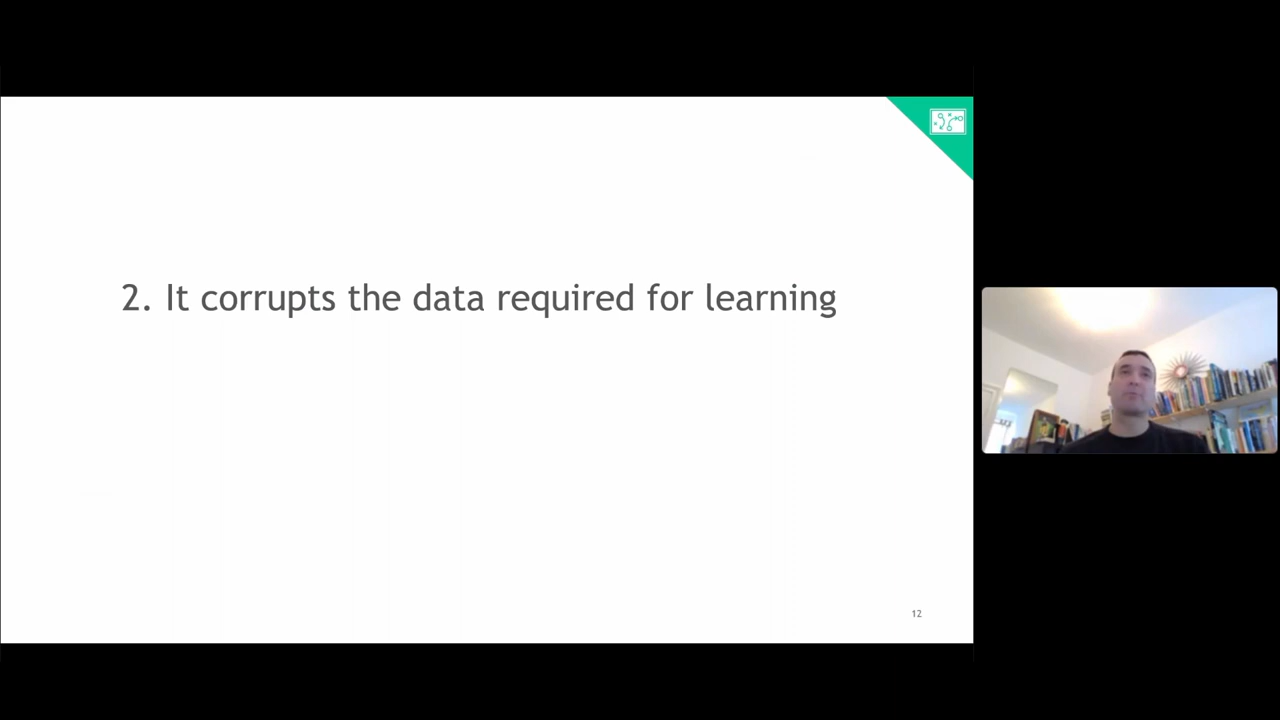 2. It corrupts the data required for learning
12